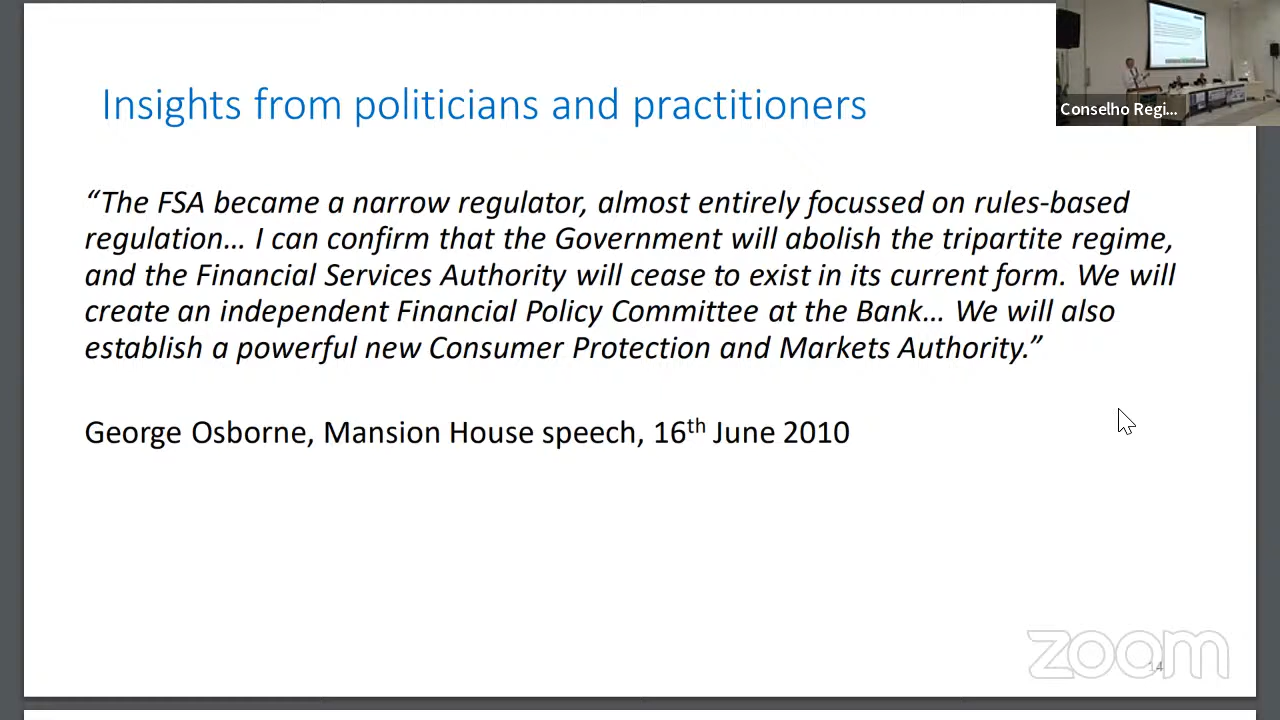 Insights from politicians and practitioners
Conselho Regi...
“The FSA became a narrow regulator, almost entirely focussed on rules-based
regulation… I can confirm that the Government will abolish the tripartite regime,
and the Financial Services Authority will cease to exist in its current form. We will
create an independent Financial Policy Committee at the Bank… We will also
establish a powerful new Consumer Protection and Markets Authority.”
George Osborne, Mansion House speech, 16th June 2010
zoom
14